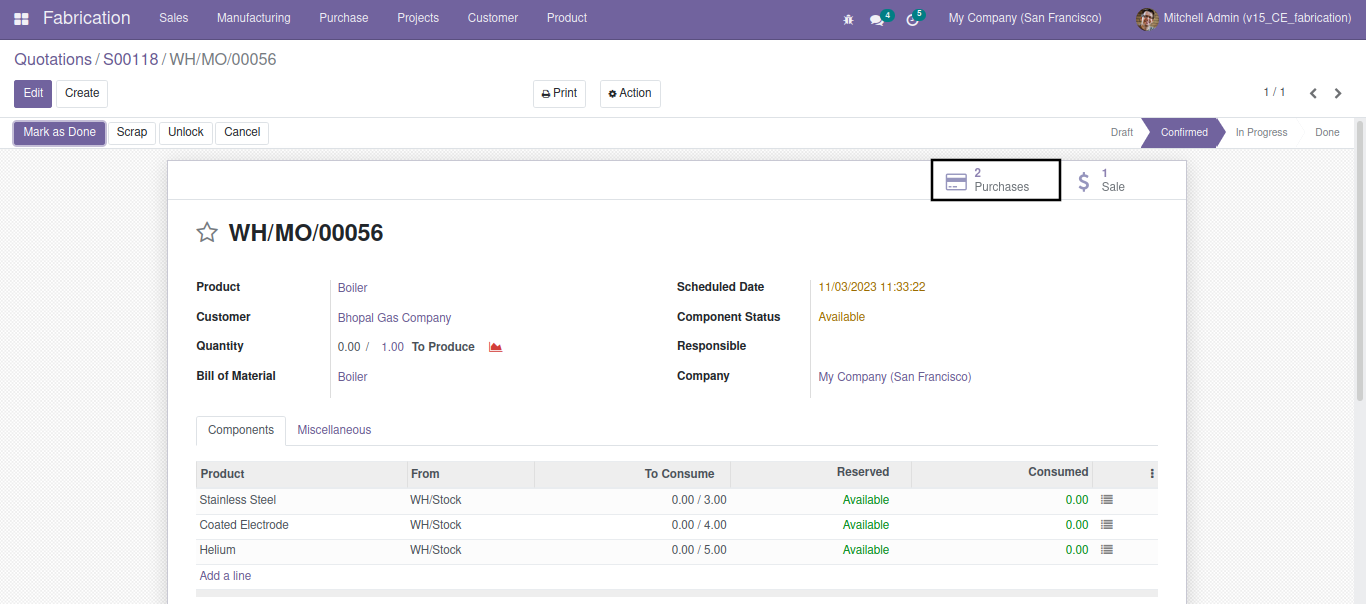 Fabrication Sales Manufacturing Purchase Projects Customer Product 4 5 My Company (San Francisco) Mitchell Admin (v15_CE_fabrication)
Quotations / S00118 / WH/MO/00056
Edit Create Print Action 1 / 1
Mark as Done Scrap Unlock Cancel Draft Confirmed In Progress Done
2 Purchases 1 Sale
WH/MO/00056
Product Boiler Scheduled Date 11/03/2023 11:33:22
Customer Bhopal Gas Company Component Status Available
Quantity 0.00 / 1.00 To Produce Responsible
Bill of Material Boiler Company My Company (San Francisco)
Components Miscellaneous
Product From To Consume Reserved Consumed
Stainless Steel WH/Stock 0.00 / 3.00 Available 0.00
Coated Electrode WH/Stock 0.00 / 4.00 Available 0.00
Helium WH/Stock 0.00 / 5.00 Available 0.00
Add a line